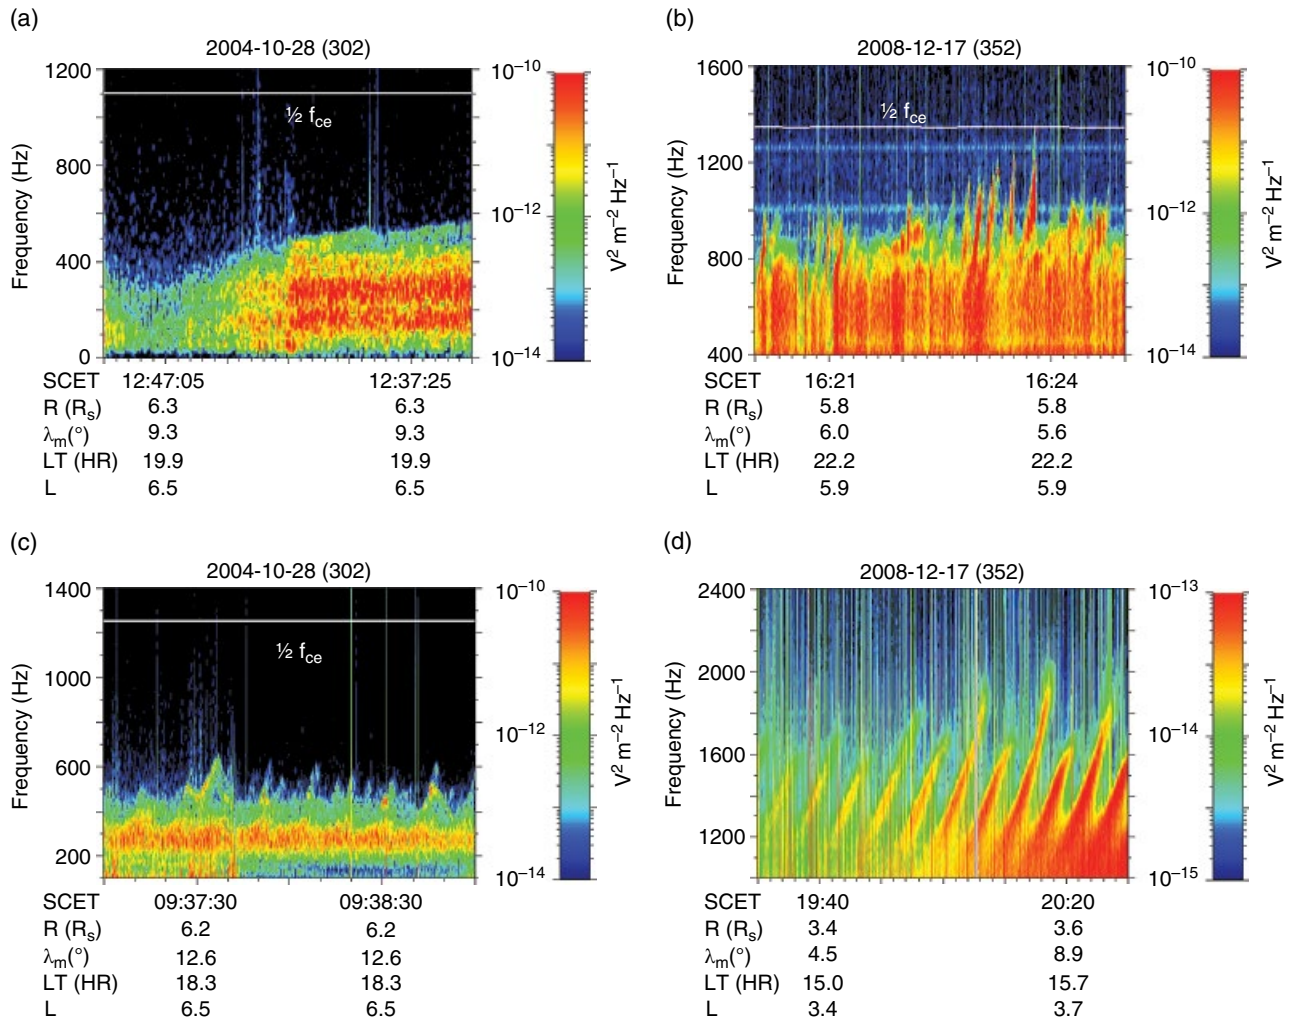 (a)
2004-10-28 (302)
1200
800
400
0
Frequency (Hz)
½ fce
10⁻¹⁰
10⁻¹²
10⁻¹⁴
V² m⁻² Hz⁻¹
SCET 12:47:05 12:37:25
R (Rs) 6.3 6.3
λm(°) 9.3 9.3
LT (HR) 19.9 19.9
L 6.5 6.5
(b)
2008-12-17 (352)
1600
1200
800
400
Frequency (Hz)
½ fce
10⁻¹⁰
10⁻¹²
10⁻¹⁴
V² m⁻² Hz⁻¹
SCET 16:21 16:24
R (Rs) 5.8 5.8
λm(°) 6.0 5.6
LT (HR) 22.2 22.2
L 5.9 5.9
(c)
2004-10-28 (302)
1400
1000
600
200
Frequency (Hz)
½ fce
10⁻¹⁰
10⁻¹²
10⁻¹⁴
V² m⁻² Hz⁻¹
SCET 09:37:30 09:38:30
R (Rs) 6.2 6.2
λm(°) 12.6 12.6
LT (HR) 18.3 18.3
L 6.5 6.5
(d)
2008-12-17 (352)
2400
2000
1600
1200
Frequency (Hz)
10⁻¹³
10⁻¹⁴
10⁻¹⁵
V² m⁻² Hz⁻¹
SCET 19:40 20:20
R (Rs) 3.4 3.6
λm(°) 4.5 8.9
LT (HR) 15.0 15.7
L 3.4 3.7